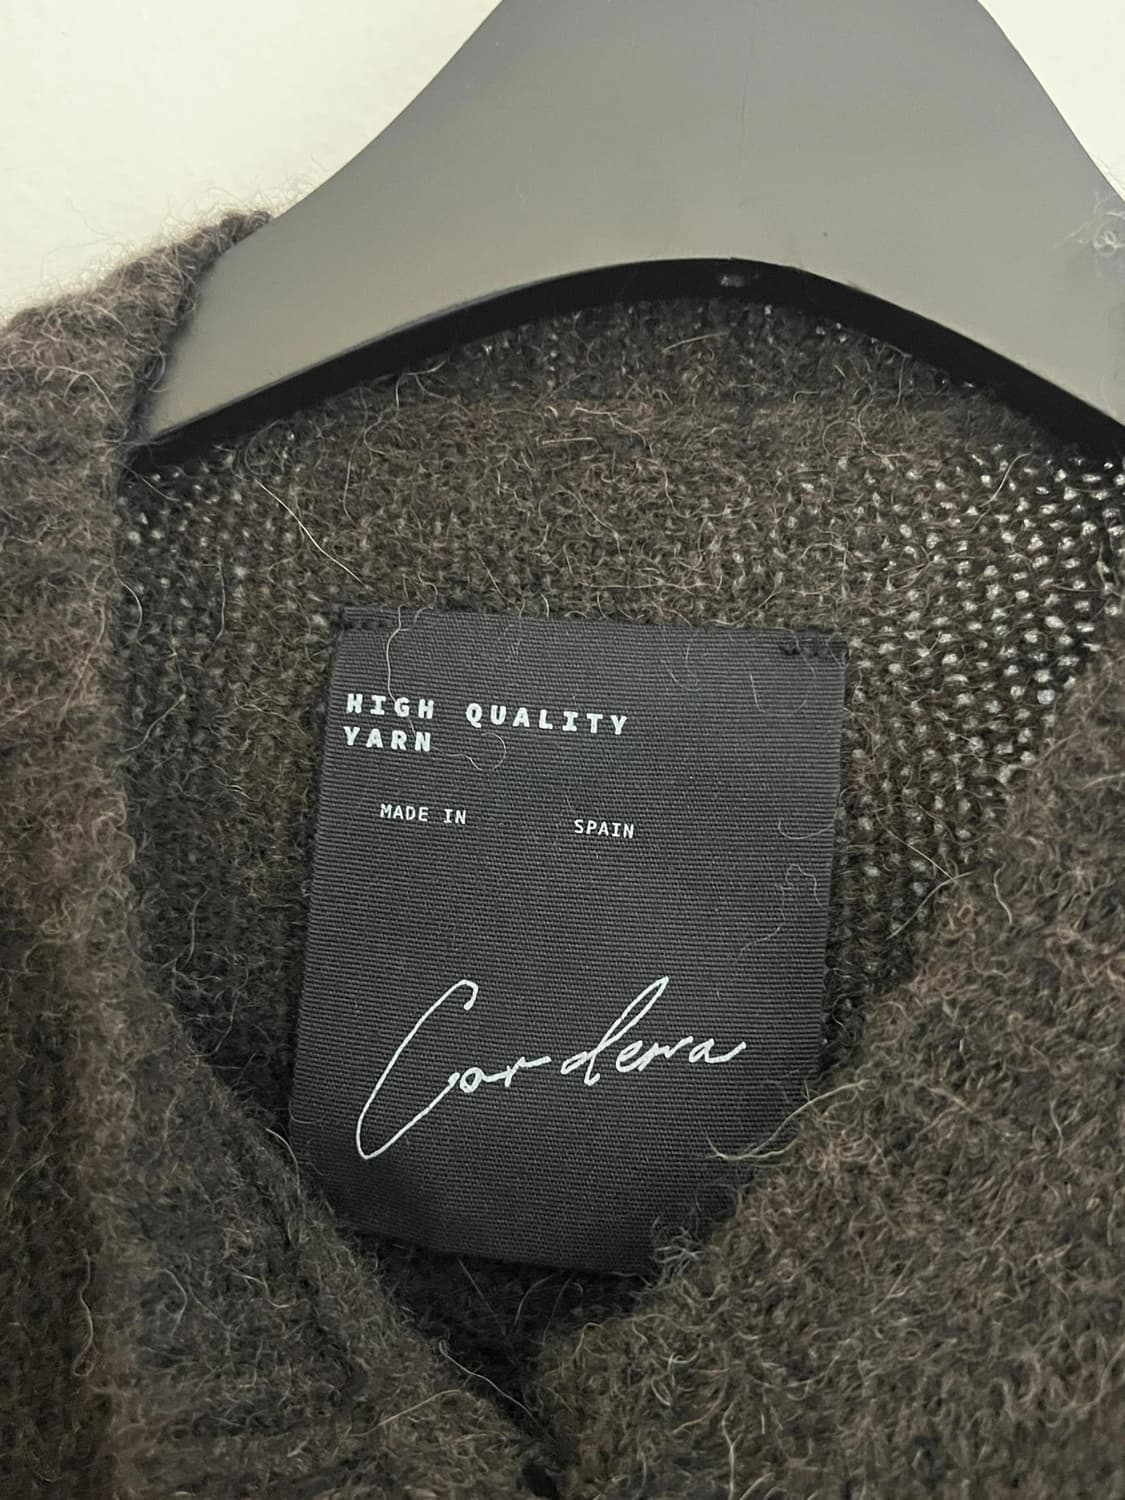 HIGH QUALITY
YARN
MADE IN SPAIN
Cordera